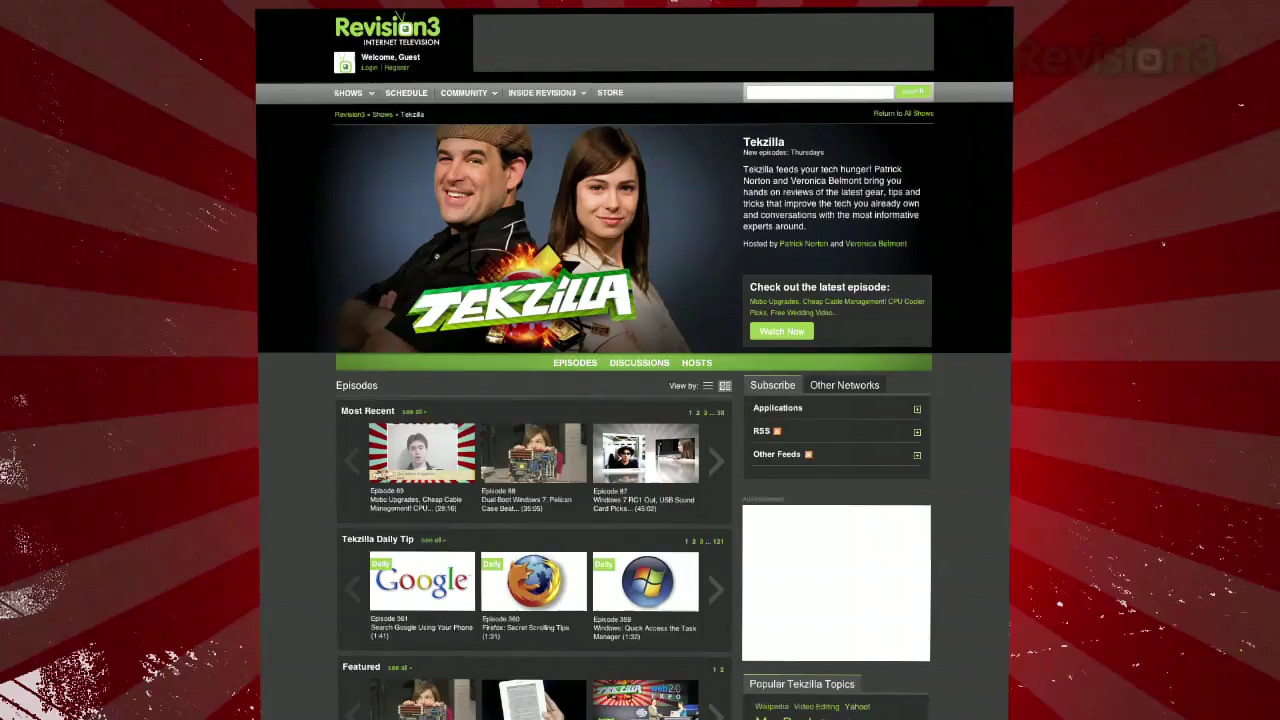 Revision3
INTERNET TELEVISION
Revision3
Welcome, Guest
Login | Register
SHOWS SCHEDULE COMMUNITY INSIDE REVISION3 STORE
search
Revision3 » Shows » Tekzilla
Return to All Shows
Tekzilla
New episodes: Thursdays
Tekzilla feeds your tech hunger! Patrick
Norton and Veronica Belmont bring you
hands on reviews of the latest gear, tips and
tricks that improve the tech you already own
and conversations with the most informative
experts around.
Hosted by Patrick Norton and Veronica Belmont
TEKZILLA
Check out the latest episode:
Mobo Upgrades, Cheap Cable Management! CPU Cooler
Picks, Free Wedding Video...
Watch Now
EPISODES DISCUSSIONS HOSTS
Episodes
View by:
Most Recent see all »
1 2 3 ... 35
Episode 89
Mobo Upgrades, Cheap Cable
Management! CPU... (28:16)
Episode 88
Dual Boot Windows 7, Pelican
Case Beat... (35:05)
Episode 87
Windows 7 RC1 Out, USB Sound
Card Picks... (45:02)
Tekzilla Daily Tip see all »
1 2 3 ... 121
Daily
Google
Daily
Daily
Episode 361
Search Google Using Your Phone
(1:41)
Episode 360
Firefox: Secret Scrolling Tips
(1:31)
Episode 359
Windows: Quick Access the Task
Manager (1:32)
Featured see all »
1 2
TEKZILLA
web2.0
EXPO
Subscribe
Other Networks
Applications
RSS
Other Feeds
ADVERTISEMENT
Popular Tekzilla Topics
Wikipedia Video Editing Yahoo!